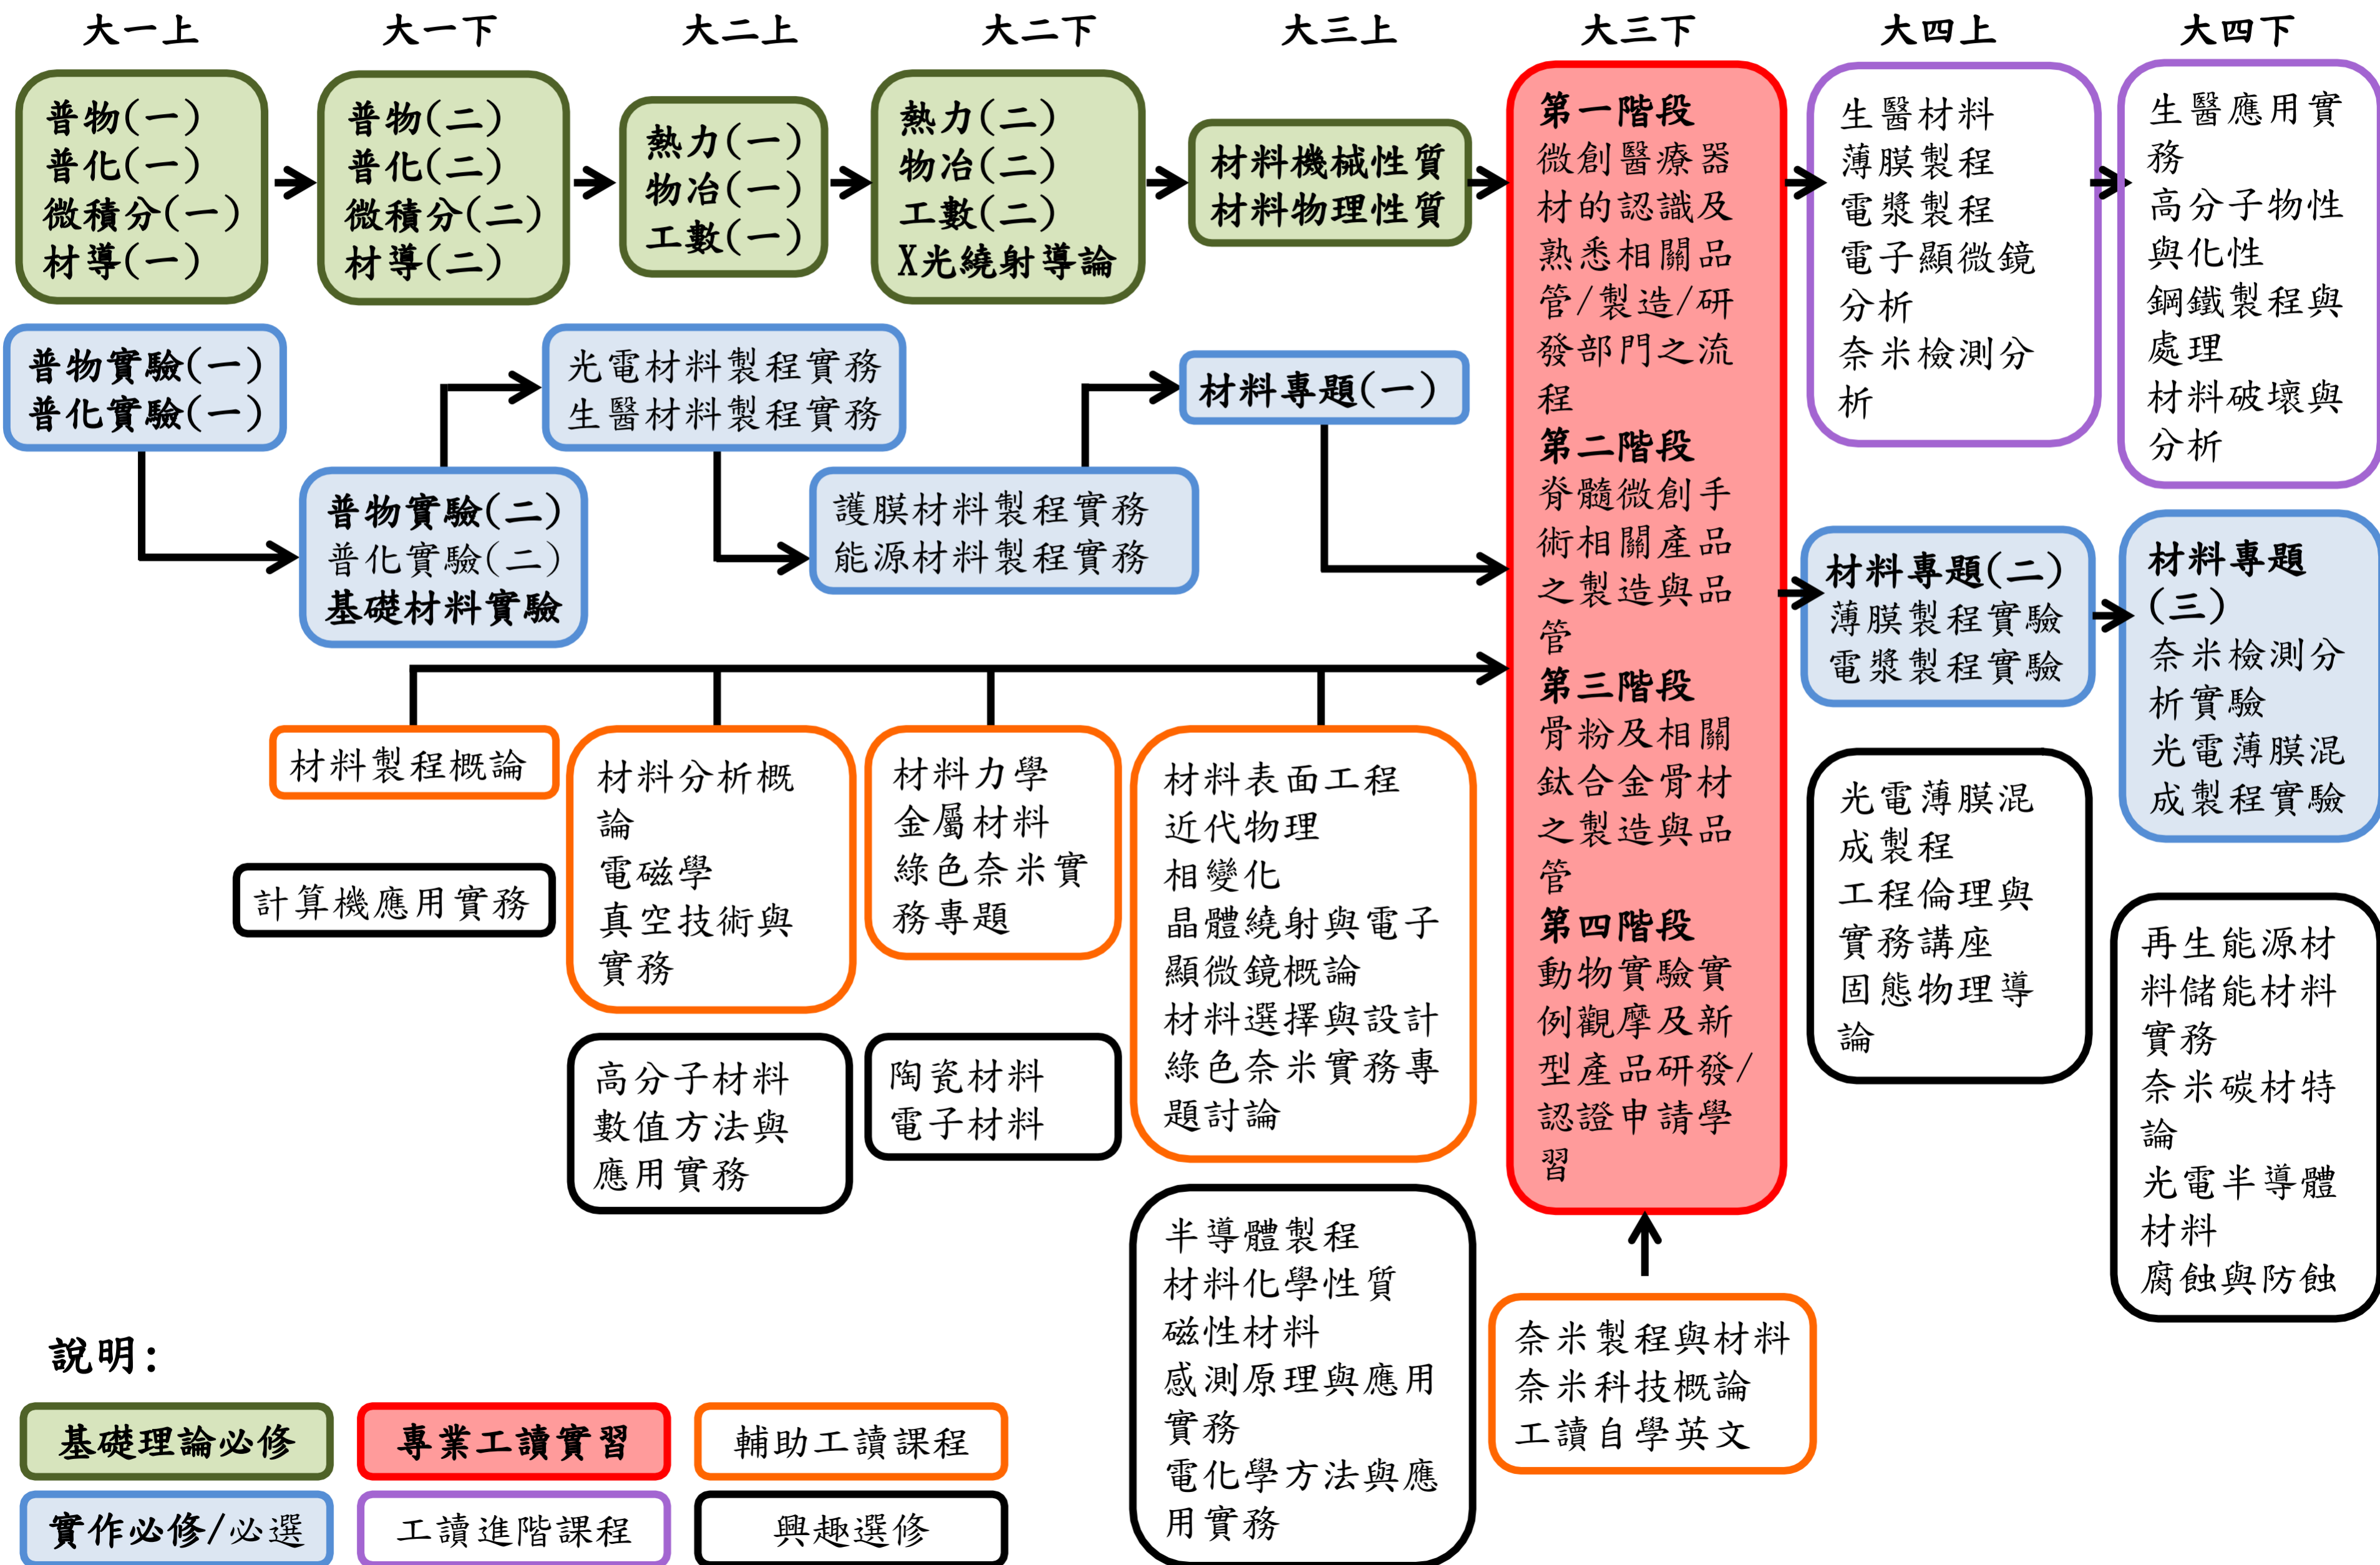 大一上
大一下
大二上
大二下
大三上
大三下
大四上
大四下
普物(一)
普化(一)
微積分(一)
材導(一)
普物(二)
普化(二)
微積分(二)
材導(二)
熱力(一)
物冶(一)
工數(一)
熱力(二)
物冶(二)
工數(二)
X光繞射導論
材料機械性質
材料物理性質
第一階段
微創醫療器
材的認識及
熟悉相關品
管/製造/研
發部門之流
程
第二階段
脊髓微創手
術相關產品
之製造與品
管
第三階段
骨粉及相關
鈦合金骨材
之製造與品
管
第四階段
動物實驗實
例觀摩及新
型產品研發/
認證申請學
習
生醫材料
薄膜製程
電漿製程
電子顯微鏡
分析
奈米檢測分
析
生醫應用實
務
高分子物性
與化性
鋼鐵製程與
處理
材料破壞與
分析
普物實驗(一)
普化實驗(一)
普物實驗(二)
普化實驗(二)
基礎材料實驗
光電材料製程實務
生醫材料製程實務
護膜材料製程實務
能源材料製程實務
材料專題(一)
材料專題(二)
薄膜製程實驗
電漿製程實驗
材料專題
(三)
奈米檢測分
析實驗
光電薄膜混
成製程實驗
材料製程概論
計算機應用實務
材料分析概
論
電磁學
真空技術與
實務
高分子材料
數值方法與
應用實務
材料力學
金屬材料
綠色奈米實
務專題
陶瓷材料
電子材料
材料表面工程
近代物理
相變化
晶體繞射與電子
顯微鏡概論
材料選擇與設計
綠色奈米實務專
題討論
半導體製程
材料化學性質
磁性材料
感測原理與應用
實務
電化學方法與應
用實務
奈米製程與材料
奈米科技概論
工讀自學英文
光電薄膜混
成製程
工程倫理與
實務講座
固態物理導
論
再生能源材
料儲能材料
實務
奈米碳材特
論
光電半導體
材料
腐蝕與防蝕
說明:
基礎理論必修
專業工讀實習
輔助工讀課程
實作必修/必選
工讀進階課程
興趣選修